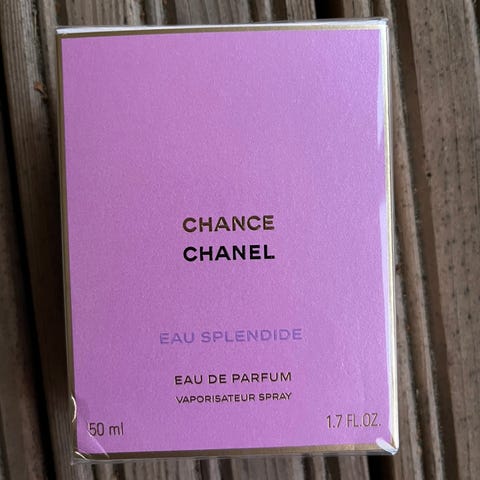 CHANCE
CHANEL
EAU SPLENDIDE
EAU DE PARFUM
VAPORISATEUR SPRAY
50 ml 1.7 FL.OZ.